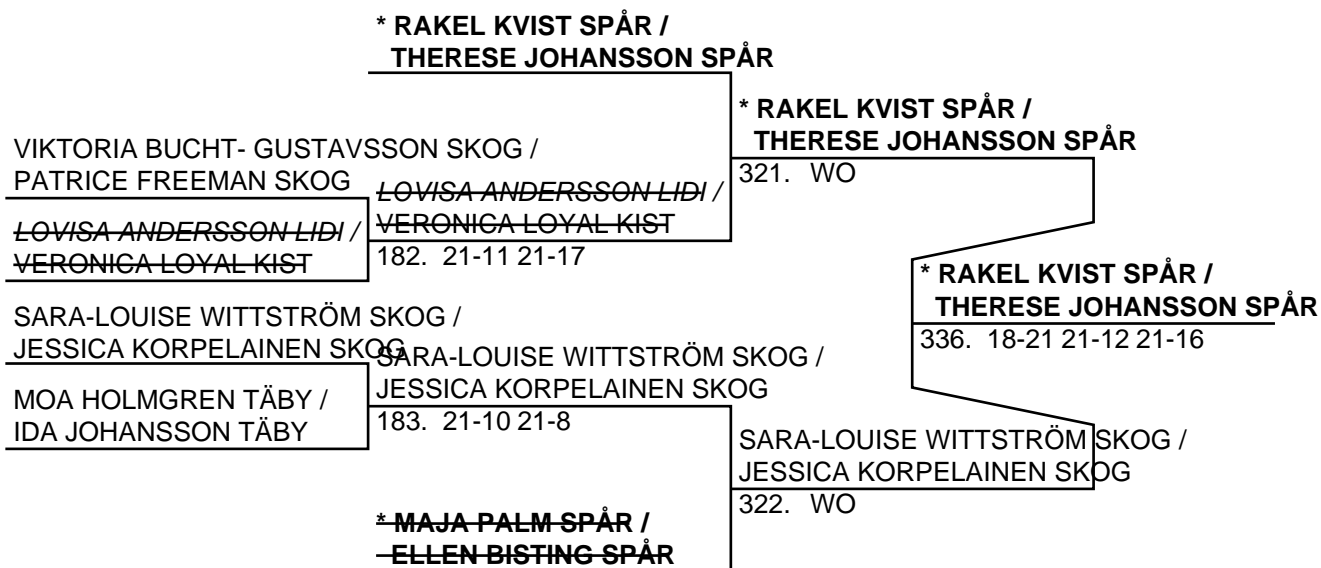 * RAKEL KVIST SPÅR /
THERESE JOHANSSON SPÅR
* RAKEL KVIST SPÅR /
THERESE JOHANSSON SPÅR
321. WO
VIKTORIA BUCHT- GUSTAVSSON SKOG /
PATRICE FREEMAN SKOG
LOVISA ANDERSSON LIDI /
VERONICA LOYAL KIST
LOVISA ANDERSSON LIDI /
VERONICA LOYAL KIST
182. 21-11 21-17
* RAKEL KVIST SPÅR /
THERESE JOHANSSON SPÅR
336. 18-21 21-12 21-16
SARA-LOUISE WITTSTRÖM SKOG /
JESSICA KORPELAINEN SKOG
SARA-LOUISE WITTSTRÖM SKOG /
JESSICA KORPELAINEN SKOG
183. 21-10 21-8
MOA HOLMGREN TÄBY /
IDA JOHANSSON TÄBY
SARA-LOUISE WITTSTRÖM SKOG /
JESSICA KORPELAINEN SKOG
322. WO
* MAJA PALM SPÅR /
ELLEN BISTING SPÅR